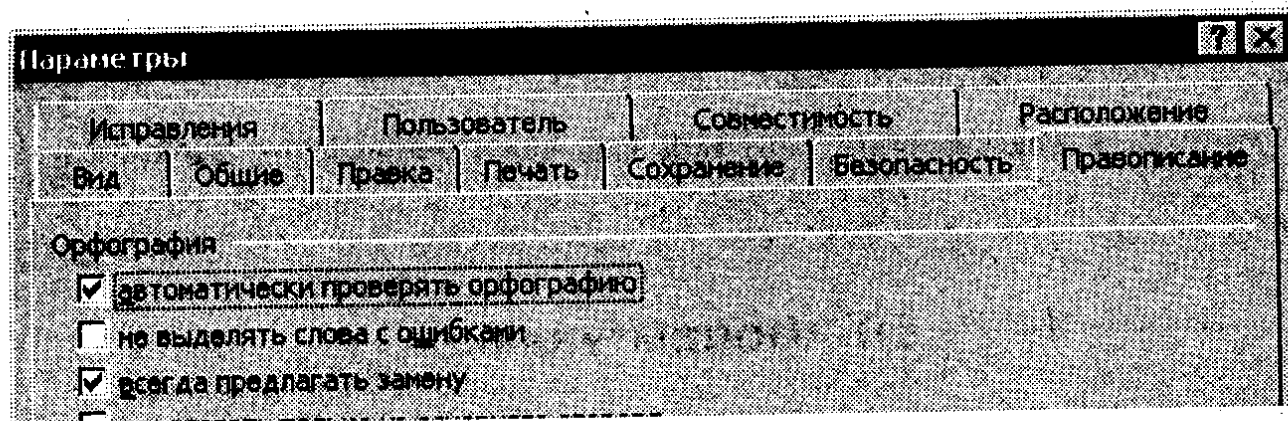 Параметры
Исправления Пользователь Совместимость Расположение
Вид Общие Правка Печать Сохранение Безопасность Правописание
Орфография
автоматически проверять орфографию
не выделять слова с ошибками
всегда предлагать замену